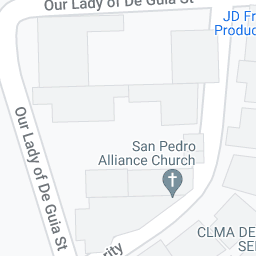 Our Lady of De Guia St
JD Fr
Produc
Our Lady of De Guia St
San Pedro
Alliance Church
rity
CLMA DE
SE